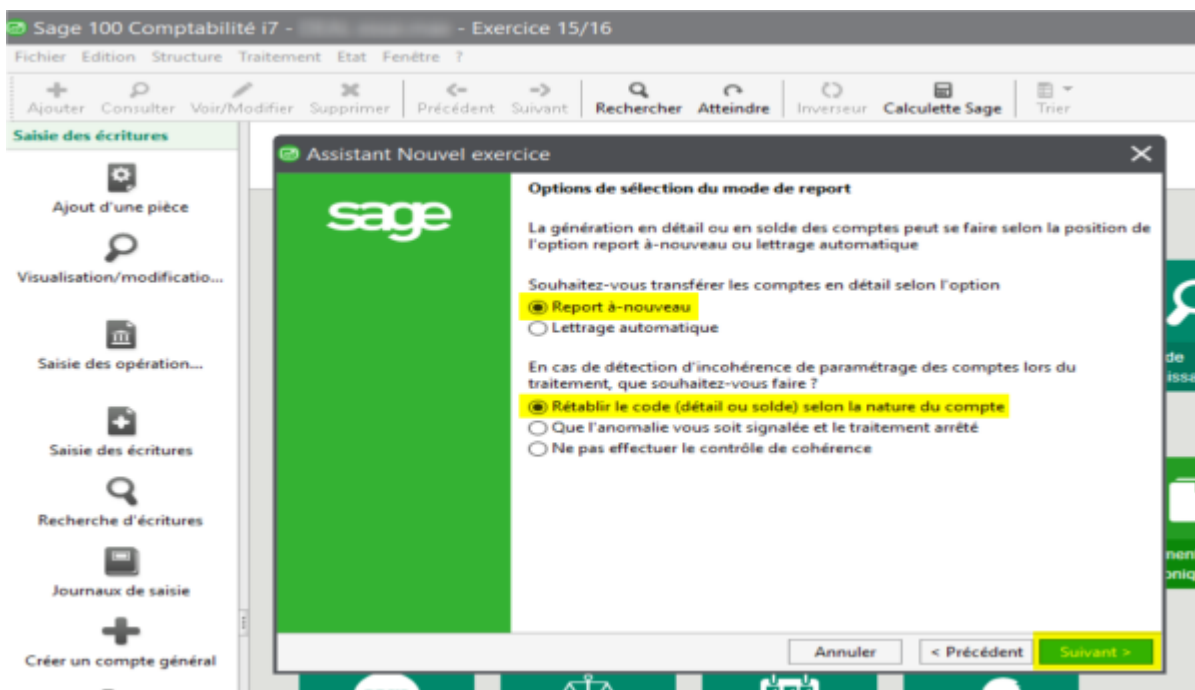 Sage 100 Comptabilité i7 - - Exercice 15/16
Fichier Edition Structure Traitement Etat Fenêtre ?
Ajouter Consulter Voir/Modifier Supprimer Précédent Suivant Rechercher Atteindre Inverseur Calculette Sage Trier
Saisie des écritures
Ajout d'une pièce
Visualisation/modificatio...
Saisie des opération...
Saisie des écritures
Recherche d'écritures
Journaux de saisie
Créer un compte général
Assistant Nouvel exercice
sage
Options de sélection du mode de report
La génération en détail ou en solde des comptes peut se faire selon la position de
l'option report à-nouveau ou lettrage automatique
Souhaitez-vous transférer les comptes en détail selon l'option
Report à-nouveau
Lettrage automatique
En cas de détection d'incohérence de paramétrage des comptes lors du
traitement, que souhaitez-vous faire ?
Rétablir le code (détail ou solde) selon la nature du compte
Que l'anomalie vous soit signalée et le traitement arrêté
Ne pas effectuer le contrôle de cohérence
Annuler < Précédent Suivant >
de